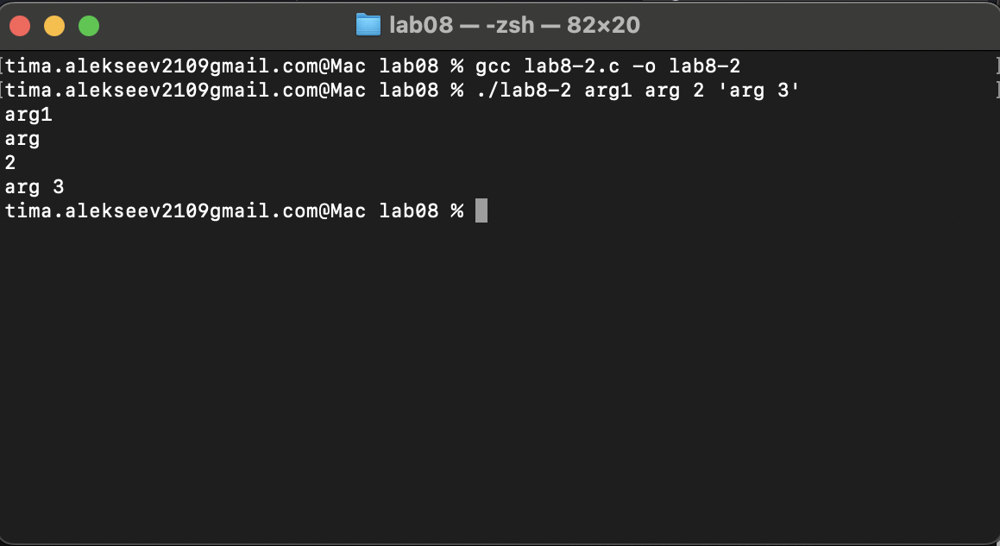 lab08 — -zsh — 82×20
[tima.alekseev2109gmail.com@Mac lab08 % gcc lab8-2.c -o lab8-2 ]
[tima.alekseev2109gmail.com@Mac lab08 % ./lab8-2 arg1 arg 2 'arg 3' ]
arg1
arg
2
arg 3
tima.alekseev2109gmail.com@Mac lab08 %